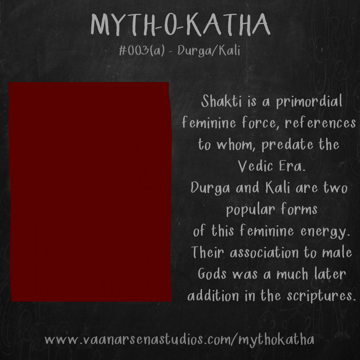 MYTH-O-KATHA
#003(a) - Durga/Kali
Shakti is a primordial
feminine force, references
to whom, predate the
Vedic Era.
Durga and Kali are two
popular forms
of this feminine energy.
Their association to male
Gods was a much later
addition in the scriptures.
www.vaanarsenastudios.com/mythokatha